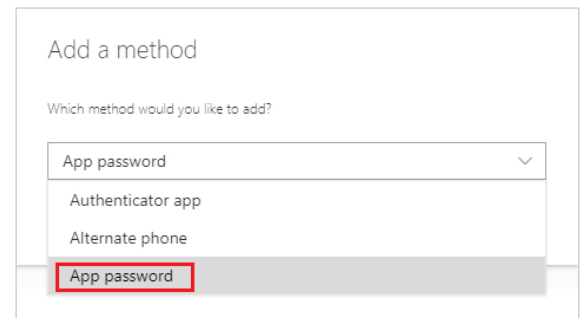 Add a method
Which method would you like to add?
App password
Authenticator app
Alternate phone
App password